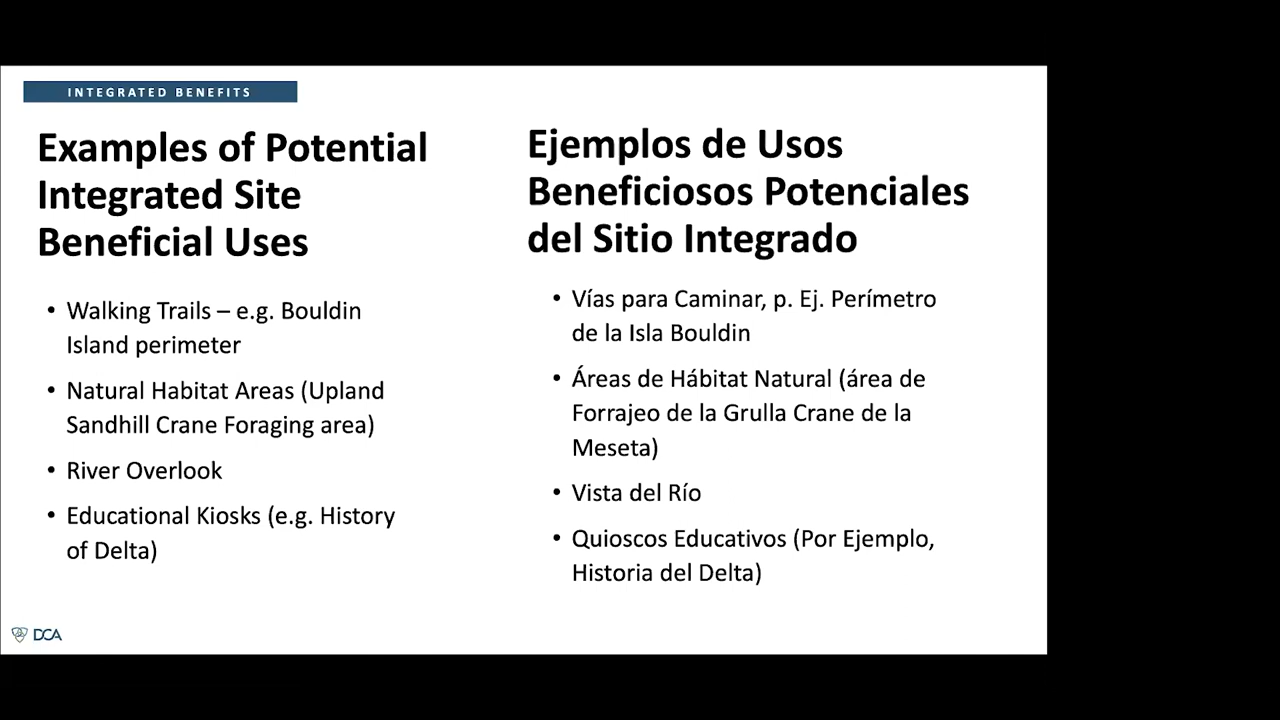 INTEGRATED BENEFITS
Examples of Potential
Integrated Site
Beneficial Uses
• Walking Trails – e.g. Bouldin
Island perimeter
• Natural Habitat Areas (Upland
Sandhill Crane Foraging area)
• River Overlook
• Educational Kiosks (e.g. History
of Delta)
Ejemplos de Usos
Beneficiosos Potenciales
del Sitio Integrado
• Vías para Caminar, p. Ej. Perímetro
de la Isla Bouldin
• Áreas de Hábitat Natural (área de
Forrajeo de la Grulla Crane de la
Meseta)
• Vista del Río
• Quioscos Educativos (Por Ejemplo,
Historia del Delta)
DCA